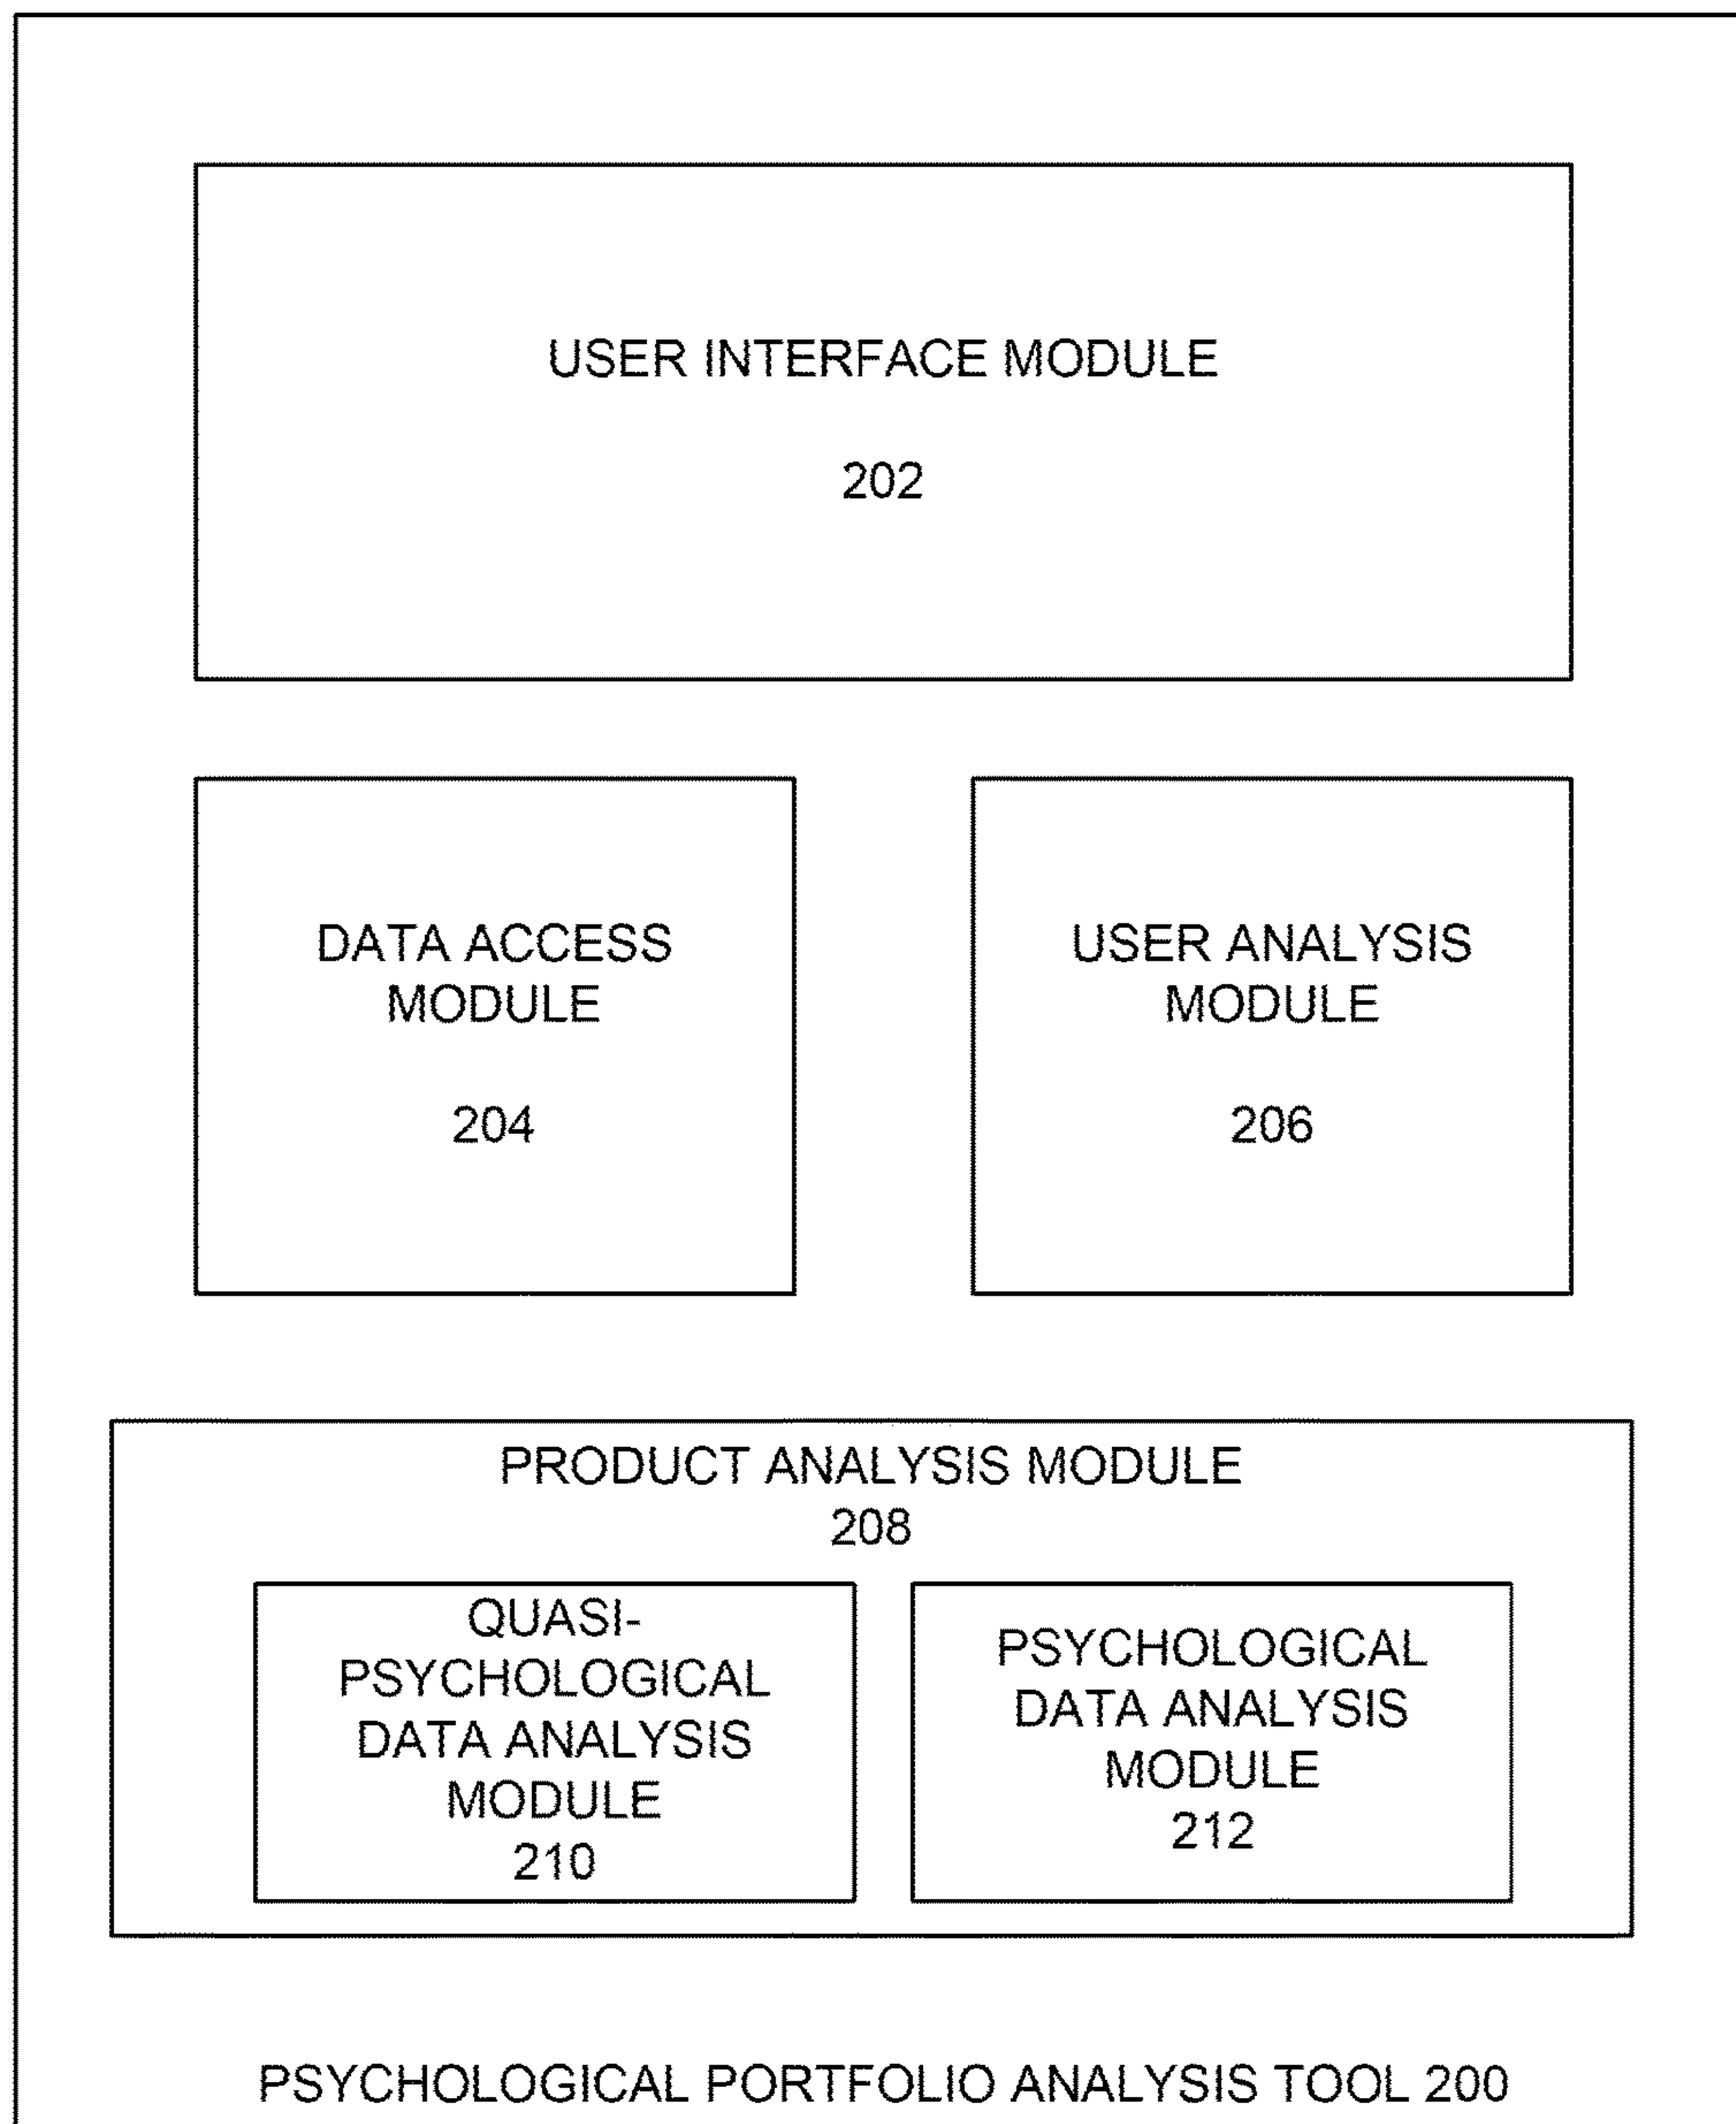 USER INTERFACE MODULE
202
DATA ACCESS
MODULE
204
USER ANALYSIS
MODULE
206
PRODUCT ANALYSIS MODULE
208
QUASI-
PSYCHOLOGICAL
DATA ANALYSIS
MODULE
210
PSYCHOLOGICAL
DATA ANALYSIS
MODULE
212
PSYCHOLOGICAL PORTFOLIO ANALYSIS TOOL 200